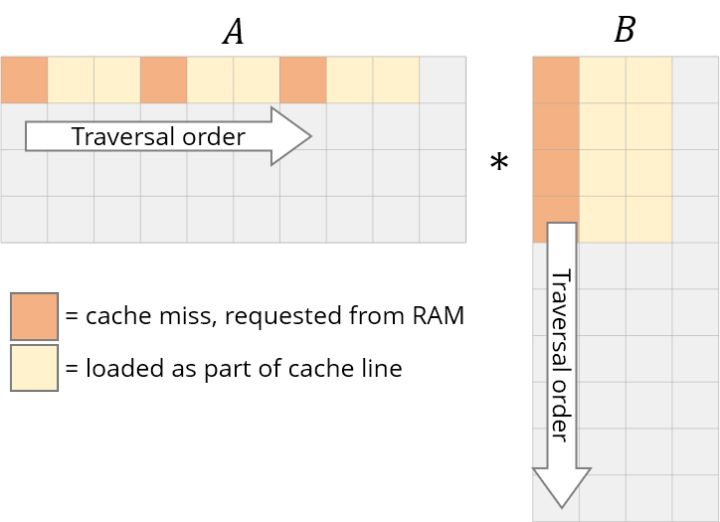 A
B
Traversal order
*
Traversal order
= cache miss, requested from RAM
= loaded as part of cache line